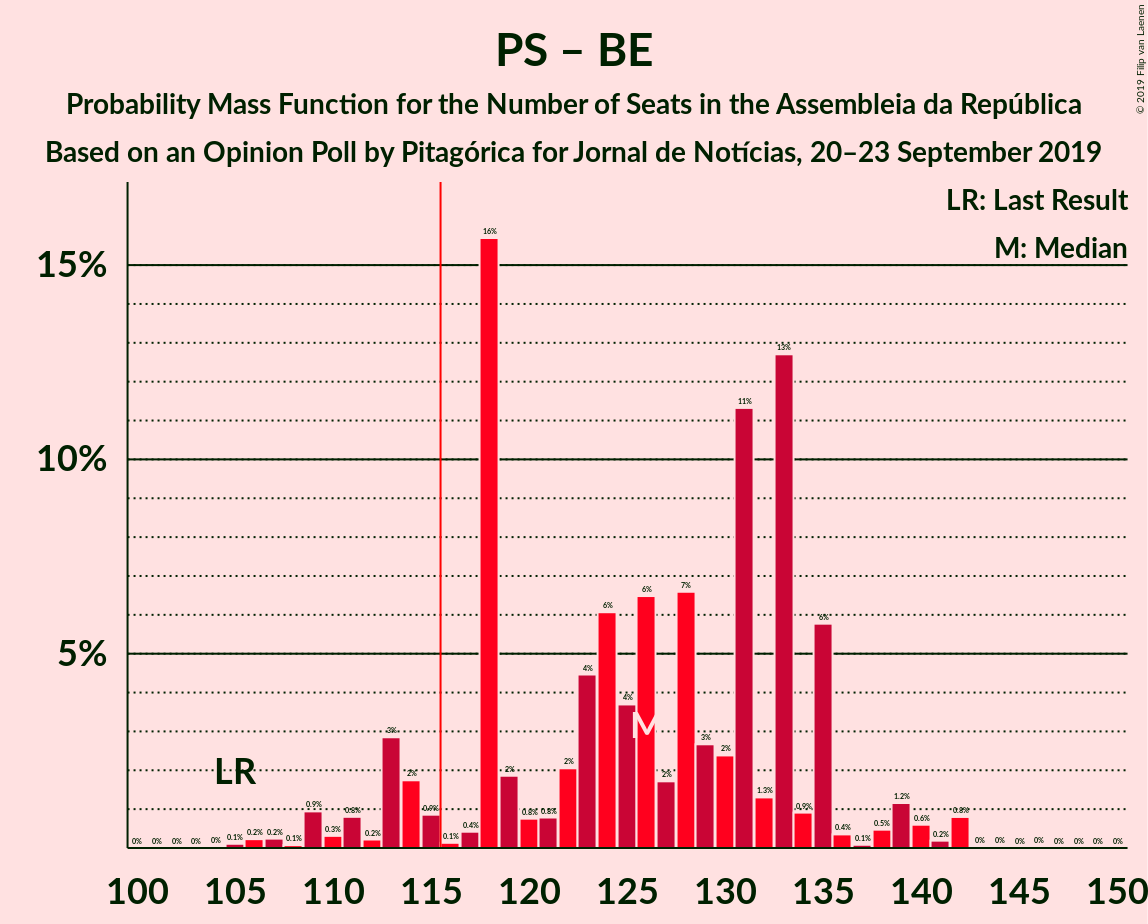 PS – BE
Probability Mass Function for the Number of Seats in the Assembleia da República
Based on an Opinion Poll by Pitagórica for Jornal de Notícias, 20–23 September 2019
© 2019 Filip van Laenen
LR: Last Result
M: Median
15%
10%
5%
0% 0% 0% 0% 0% 0.1% 0.2% 0.2% 0.1% 0.9% 0.3% 0.8% 0.2% 3% 2% 0.9% 0.1% 0.4% 16% 2% 0.8% 0.8% 2% 4% 6% 4% 6% 2% 7% 3% 2% 11% 1.3% 13% 0.9% 6% 0.4% 0.1% 0.5% 1.2% 0.6% 0.2% 0.8% 0% 0% 0% 0% 0% 0% 0% 0%
LR
M
100 105 110 115 120 125 130 135 140 145 150